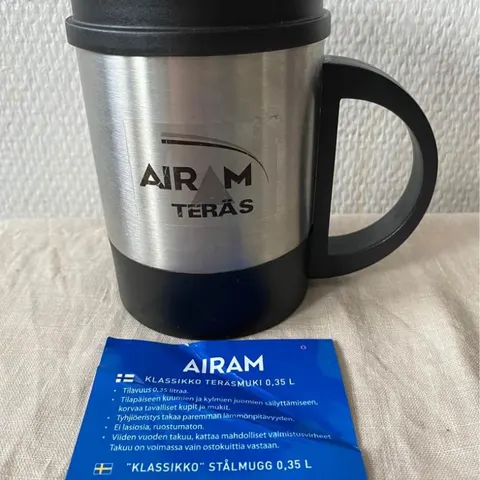 AIRAM
TERÄS
AIRAM
KLASSIKKO TERÄSMUKI 0,35 L
• Tilavuus 0,35 litraa.
• Tilapäiseen kuumien ja kylmien juomien säilyttämiseen,
korvaa tavalliset kupit ja mukit.
• Tyhjiöeristys takaa paremman lämmönpitävyyden.
• Ei lasiosia, ruostumaton.
• Viiden vuoden takuu, kattaa mahdolliset valmistusvirheet.
Takuu on voimassa vain ostokuittia vastaan.
"KLASSIKKO" STÅLMUGG 0,35 L